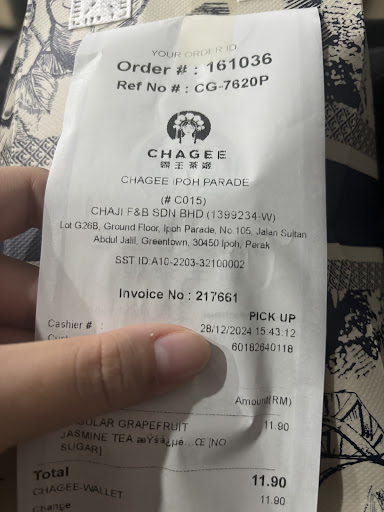 YOUR ORDER ID
Order # : 161036
Ref No # : CG-7620P
CHAGEE
霸王茶姬
CHAGEE IPOH PARADE
(# C015)
CHAJI F&B SDN BHD (1399234-W)
Lot G26B, Ground Floor, Ipoh Parade, No.105, Jalan Sultan
Abdul Jalil, Greentown, 30450 Ipoh, Perak
SST ID:A10-2203-32100002
Invoice No : 217661
PICK UP
Cashier # : 28/12/2024 15:43:12
60182640118
Amount(RM)
GRAPEFRUIT 11.90
JASMINE TEA [NO
SUGAR]
Total 11.90
CHAGEE-WALLET 11.90
Change